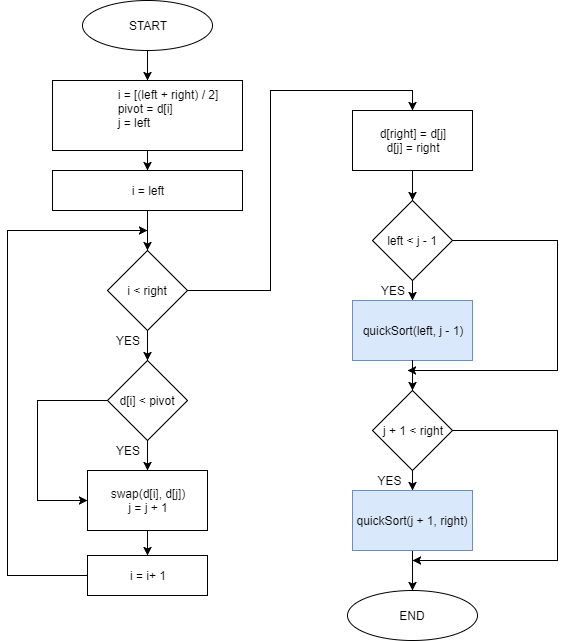 START
i = [(left + right) / 2]
pivot = d[i]
j = left
i = left
i < right
YES
d[i] < pivot
YES
swap(d[i], d[j])
j = j + 1
i = i+ 1
d[right] = d[j]
d[j] = right
left < j - 1
YES
quickSort(left, j - 1)
j + 1 < right
YES
quickSort(j + 1, right)
END